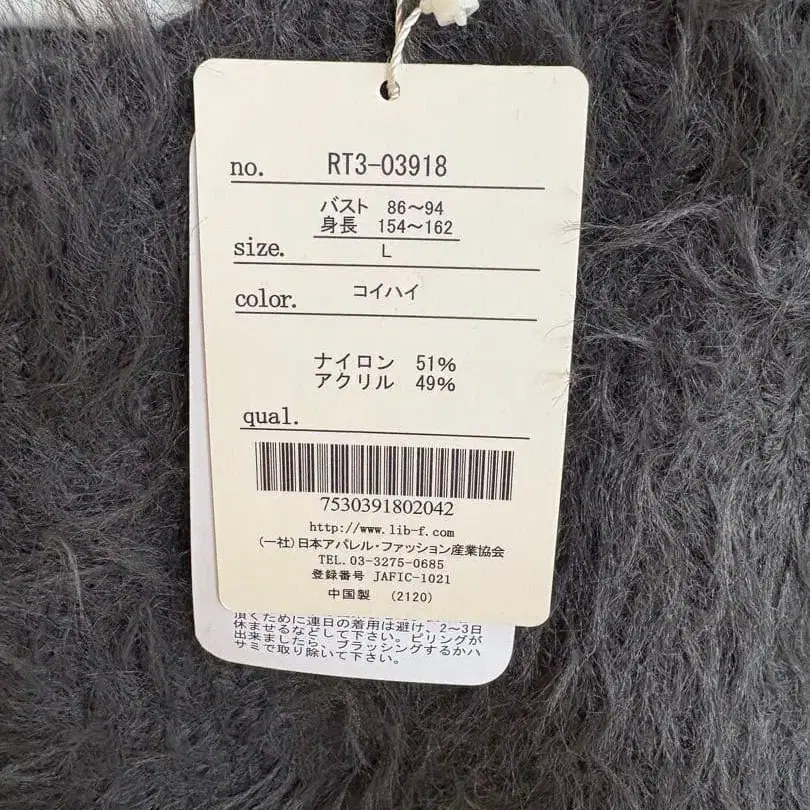 no. RT3-03918
バスト 86～94
身長 154～162
size. L
color. コイハイ
ナイロン 51%
アクリル 49%
qual.
7530391802042
http://www.lib-f.com
(一社)日本アパレル・ファッション産業協会
TEL.03-3275-0685
登録番号 JAFIC-1021
中国製 (2120)
頂くために連日の着用は避け、2～3日
休ませるなどして下さい。ピリングが
出来ましたら、ブラッシングするかハ
サミで取り除いて下さい。